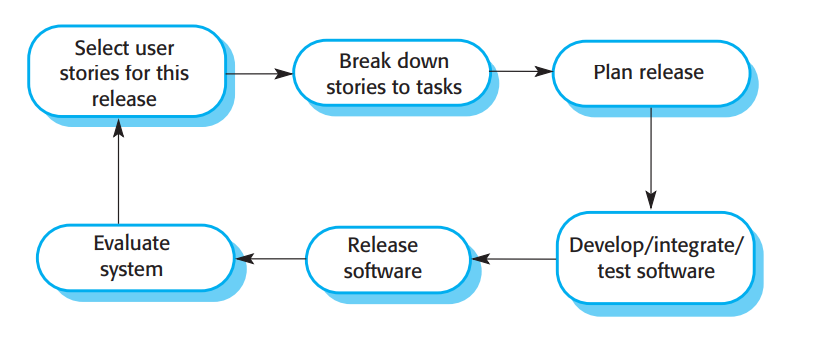 Select user
stories for this
release
Break down
stories to tasks
Plan release
Evaluate
system
Release
software
Develop/integrate/
test software